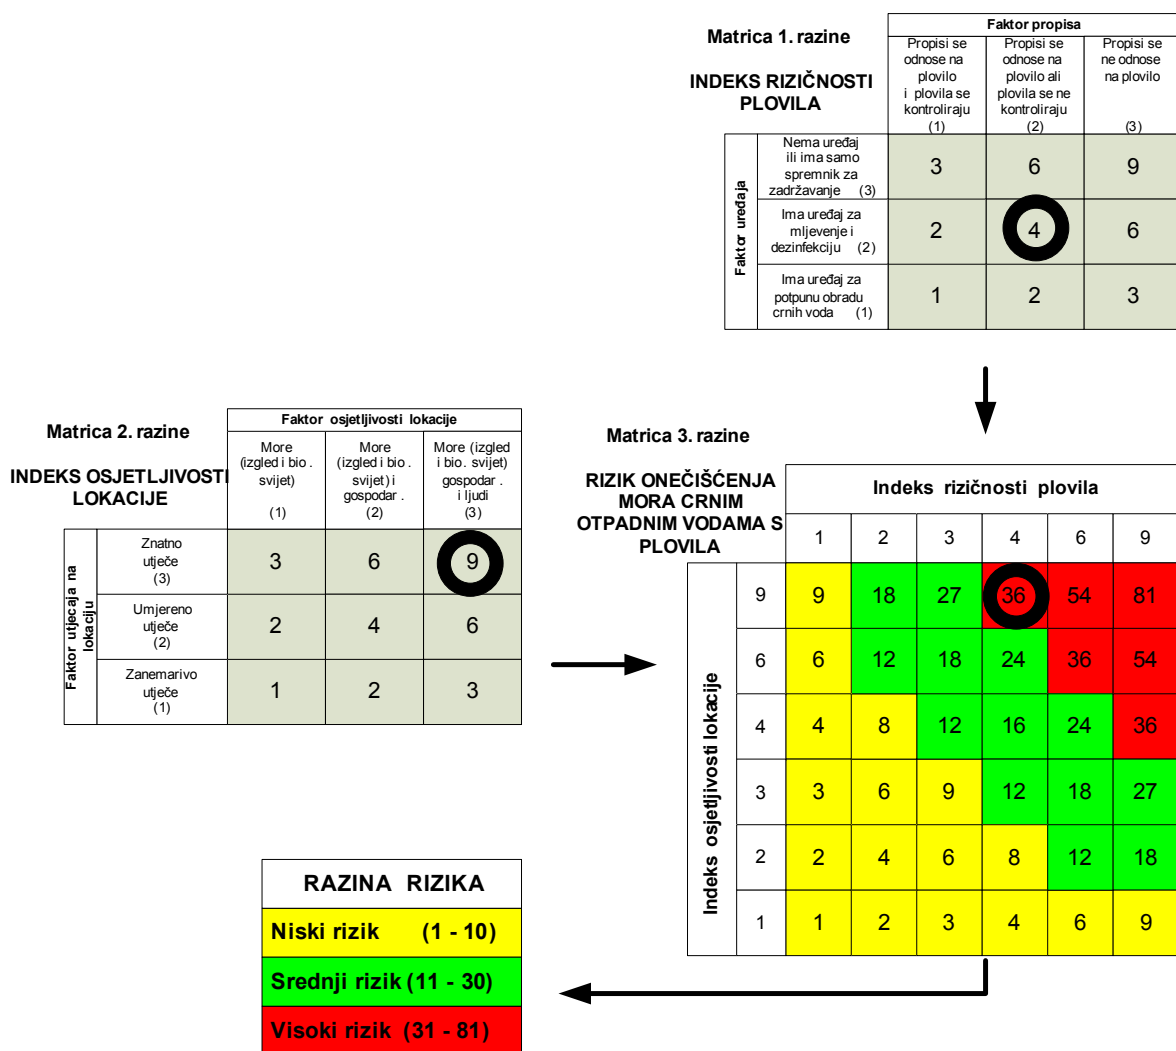 Matrica 1. razine
INDEKS RIZIČNOSTI
PLOVILA
Faktor propisa
Propisi se
odnose na
plovilo
i plovila se
kontroliraju
(1)
Propisi se
odnose na
plovilo ali
plovila se ne
kontroliraju
(2)
Propisi se
ne odnose
na plovilo
(3)
Faktor uređaja
Nema uređaj
ili ima samo
spremnik za
zadržavanje (3)
3 6 9
Ima uređaj za
mljevenje i
dezinfekciju (2)
2 4 6
Ima uređaj za
potpunu obradu
crnih voda (1)
1 2 3
Matrica 2. razine
INDEKS OSJETLJIVOSTI
LOKACIJE
Faktor osjetljivosti lokacije
More
(izgled i bio.
svijet)
(1)
More
(izgled i bio.
svijet) i
gospodar.
(2)
More (izgled
i bio. svijet)
gospodar.
i ljudi
(3)
Faktor utjecaja na
lokaciju
Znatno
utječe
(3)
3 6 9
Umjereno
utječe
(2)
2 4 6
Zanemarivo
utječe
(1)
1 2 3
Matrica 3. razine
RIZIK ONEČIŠĆENJA
MORA CRNIM
OTPADNIM VODAMA S
PLOVILA
Indeks rizičnosti plovila
1 2 3 4 6 9
Indeks osjetljivosti lokacije
9 9 18 27 36 54 81
6 6 12 18 24 36 54
4 4 8 12 16 24 36
3 3 6 9 12 18 27
2 2 4 6 8 12 18
1 1 2 3 4 6 9
RAZINA RIZIKA
Niski rizik (1 - 10)
Srednji rizik (11 - 30)
Visoki rizik (31 - 81)